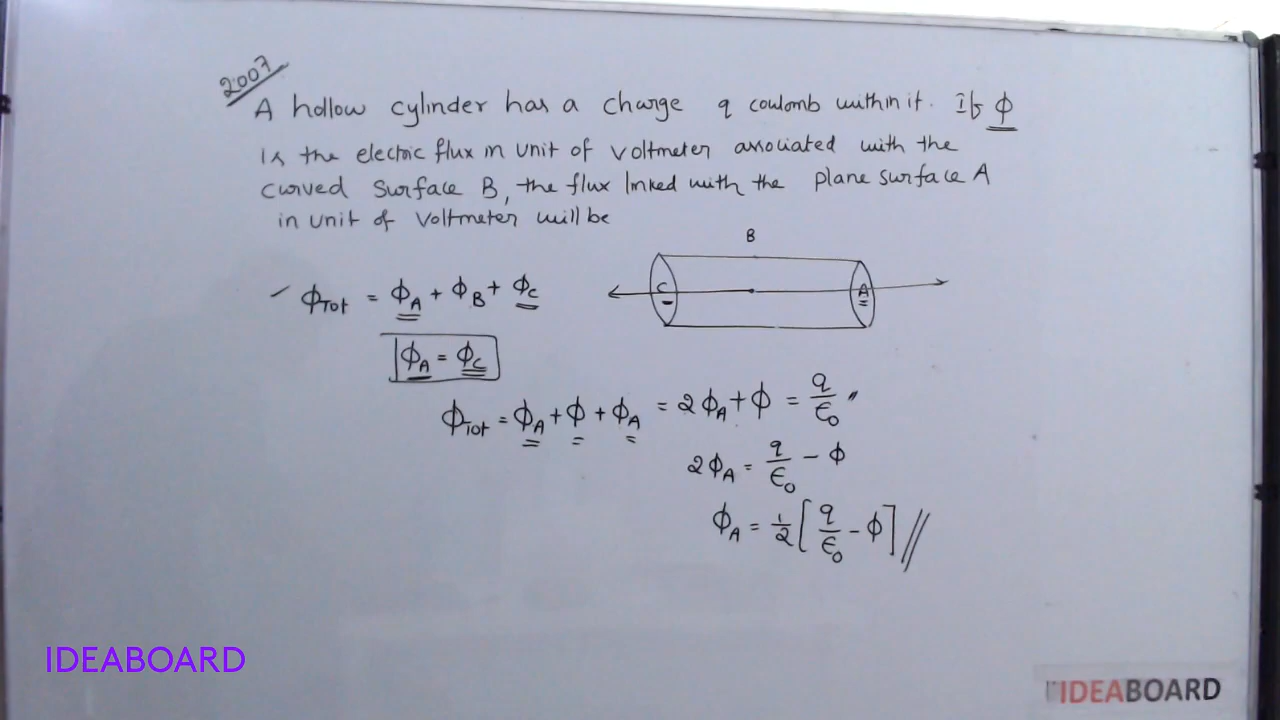 2007
A hollow cylinder has a charge q coulomb within it. If ϕ
is the electric flux in unit of voltmeter associated with the
curved surface B, the flux linked with the plane surface A
in unit of voltmeter will be
B
C A
ϕTot = ϕA + ϕB + ϕC
ϕA = ϕC
ϕTot = ϕA + ϕ + ϕA = 2ϕA + ϕ = q/ϵ0
2ϕA = q/ϵ0 - ϕ
ϕA = 1/2 [q/ϵ0 - ϕ] //
IDEABOARD
IDEABOARD